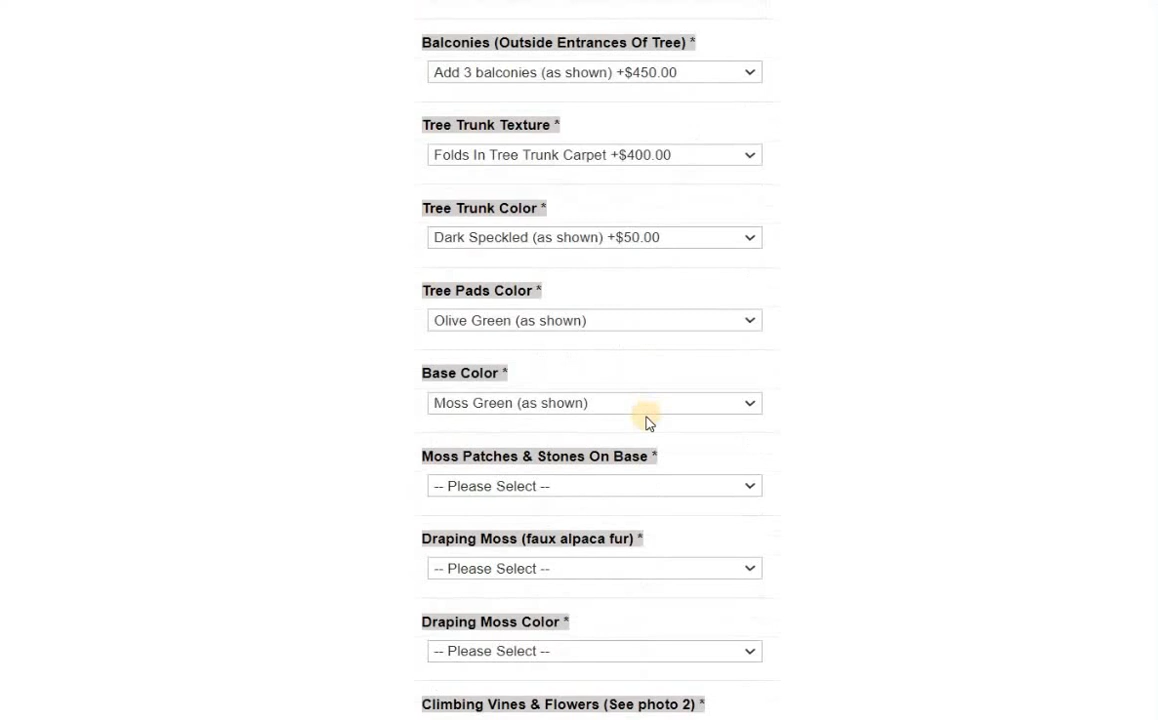 Balconies (Outside Entrances Of Tree) *
Add 3 balconies (as shown) +$450.00
Tree Trunk Texture *
Folds In Tree Trunk Carpet +$400.00
Tree Trunk Color *
Dark Speckled (as shown) +$50.00
Tree Pads Color *
Olive Green (as shown)
Base Color *
Moss Green (as shown)
Moss Patches & Stones On Base *
-- Please Select --
Draping Moss (faux alpaca fur) *
-- Please Select --
Draping Moss Color *
-- Please Select --
Climbing Vines & Flowers (See photo 2) *